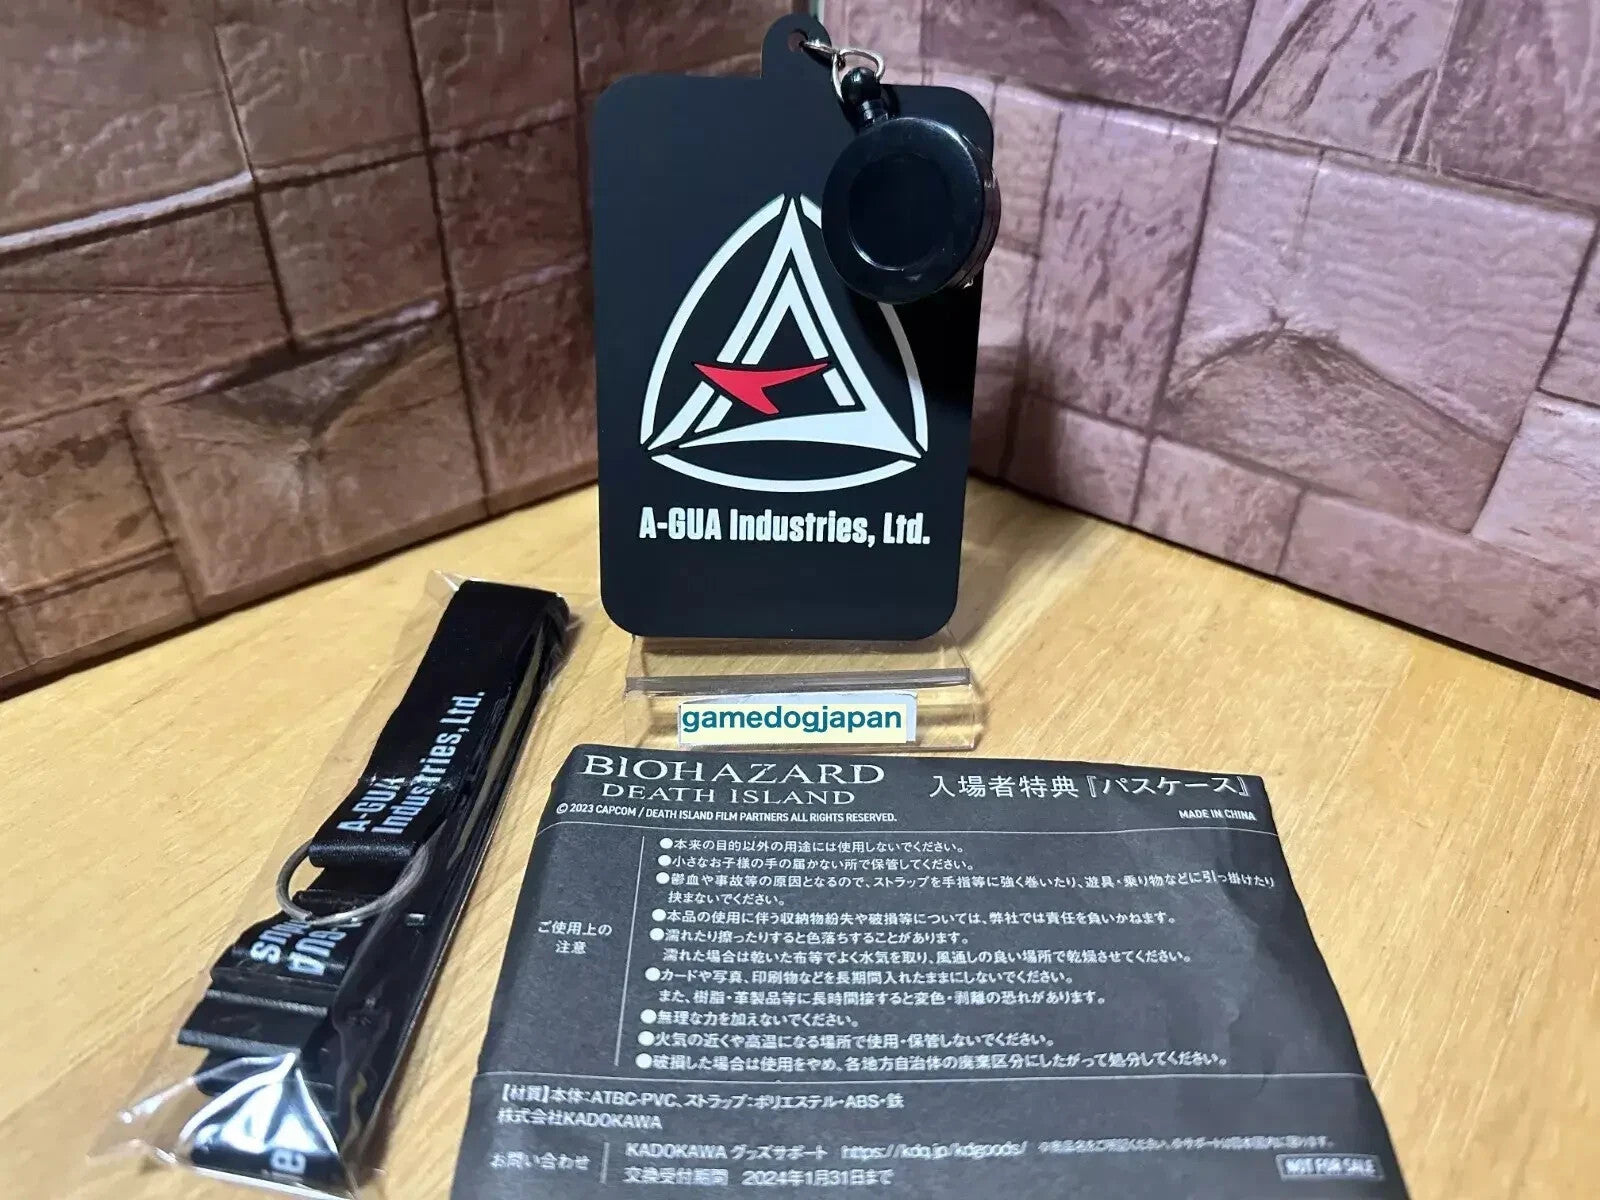 A-GUA Industries, Ltd.
gamedogjapan
A-GUA
Industries, Ltd.
BIOHAZARD
DEATH ISLAND
入場者特典『パスケース』
© 2023 CAPCOM / DEATH ISLAND FILM PARTNERS ALL RIGHTS RESERVED.
MADE IN CHINA
ご使用上の
注意
●本来の目的以外の用途には使用しないでください。
●小さなお子様の手の届かない所で保管してください。
●鬱血や事故等の原因となるので、ストラップを手指等に強く巻いたり、遊具・乗り物などに引っ掛けたり
挟まないでください。
●本品の使用に伴う収納物紛失や破損等については、弊社では責任を負いかねます。
●濡れたり擦ったりすると色落ちすることがあります。
濡れた場合は乾いた布等でよく水気を取り、風通しの良い場所で乾燥させてください。
●カードや写真、印刷物などを長期間入れたままにしないでください。
また、樹脂・革製品等に長時間接すると変色・剥離の恐れがあります。
●無理な力を加えないでください。
●火気の近くや高温になる場所で使用・保管しないでください。
●破損した場合は使用をやめ、各地方自治体の廃棄区分にしたがって処分してください。
【材質】本体:ATBC-PVC、ストラップ:ポリエステル・ABS・鉄
株式会社KADOKAWA
お問い合わせ
KADOKAWA グッズサポート https://kdq.jp/kdgoods/
交換受付期間 2024年1月31日まで
NOT FOR SALE